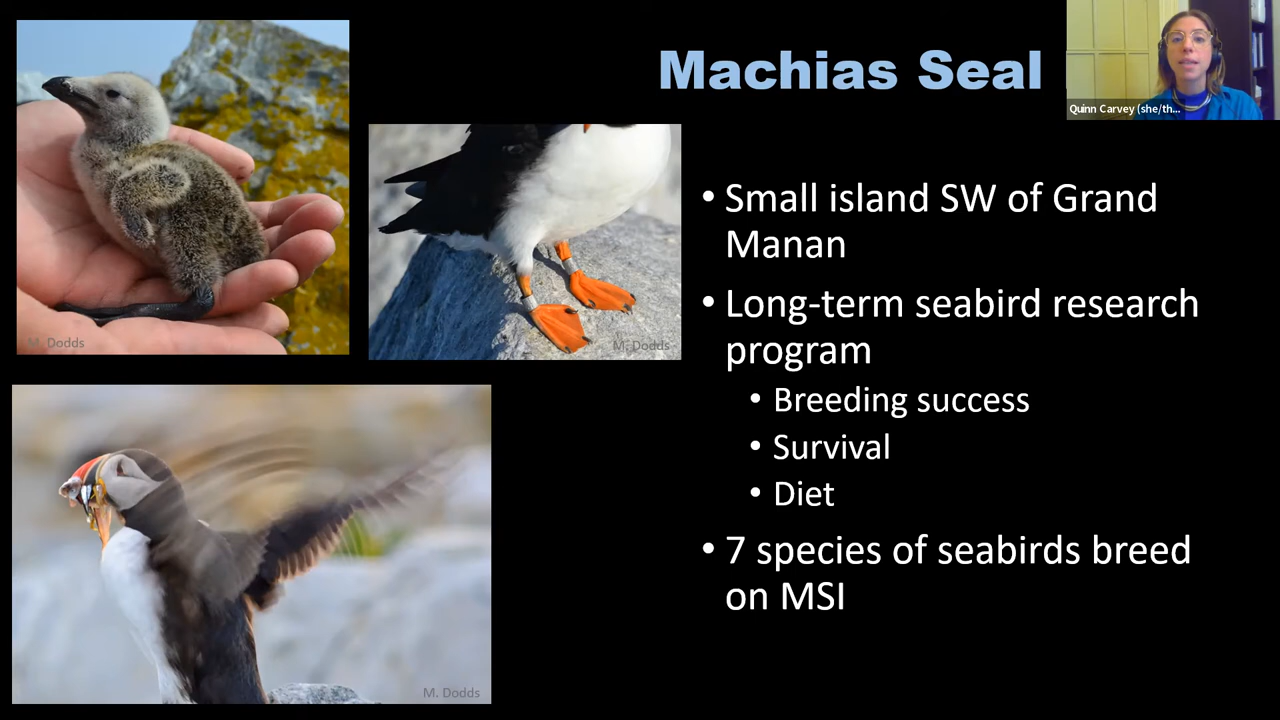 Machias Seal
Quinn Carvey (she/th...
• Small island SW of Grand
Manan
• Long-term seabird research
program
• Breeding success
• Survival
• Diet
• 7 species of seabirds breed
on MSI
M. Dodds
M. Dodds
M. Dodds